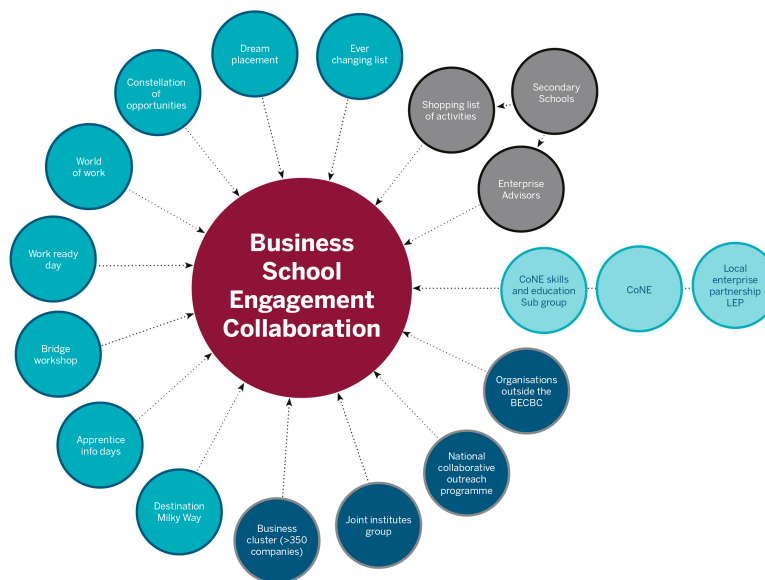 Dream
placement
Ever
changing list
Constellation
of
opportunities
Shopping list
of activities
Secondary
Schools
World
of work
Enterprise
Advisors
Work ready
day
Business
School
Engagement
Collaboration
CoNE skills
and education
Sub group
CoNE
Local
enterprise
partnership
LEP
Bridge
workshop
Organisations
outside the
BECBC
Apprentice
info days
National
collaborative
outreach
programme
Destination
Milky Way
Business
cluster (>350
companies)
Joint institutes
group